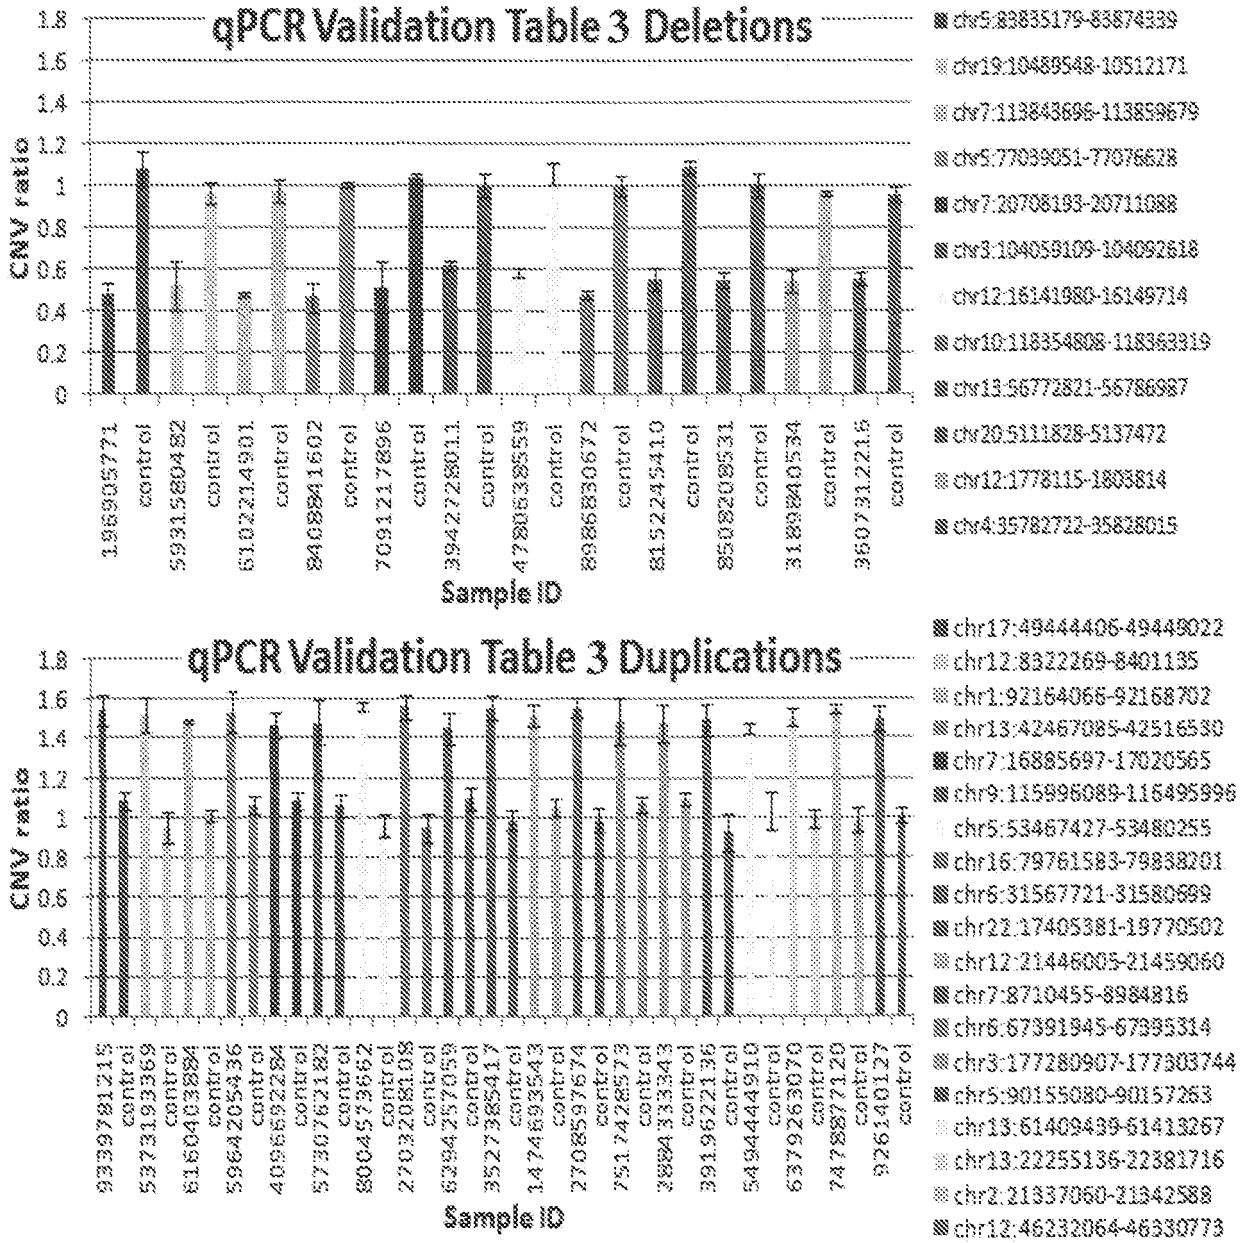 qPCR Validation Table 3 Deletions
CNV ratio
1.8
1.6
1.4
1.2
1
0.8
0.6
0.4
0.2
0
196905771
control
5931580482
control
6102214901
control
8408841602
control
7091217896
control
3942728011
control
4780638559
control
8986830672
control
8152245410
control
8508208531
control
3189840534
control
3607312216
control
Sample ID
chr5:83835179-83874339
chr19:10489548-10512171
chr7:113843696-113859679
chr5:77039051-77076628
chr7:20708193-20711088
chr3:104059109-104092618
chr12:16141980-16149714
chr10:118354808-118363319
chr13:56772821-56786987
chr20:5111828-5137472
chr12:1778115-1803814
chr4:35782722-35828015
qPCR Validation Table 3 Duplications
CNV ratio
1.8
1.6
1.4
1.2
1
0.8
0.6
0.4
0.2
0
9339781215
control
5373193369
control
6160403884
control
5964205436
control
4096692284
control
5730762182
control
8004573662
control
2703208108
control
6294257059
control
3527385417
control
1474693543
control
2708597674
control
7517428573
control
control
3919622136
control
5494444910
control
6379263070
control
7478877120
control
926140127
control
Sample ID
chr17:49444406-49449022
chr12:8322269-8401135
chr1:92164066-92168702
chr13:42467085-42516530
chr7:16885697-17020565
chr9:115996089-116495996
chr5:53467427-53480255
chr16:79761583-79838201
chr6:31567721-31580699
chr22:17405381-19770502
chr12:21446005-21459060
chr7:8710455-8984816
chr6:67391945-67395314
chr3:177280907-177303744
chr5:90155080-90157263
chr13:61409439-61413267
chr13:22255136-22381716
chr2:21337060-21342588
chr12:46232064-46330773